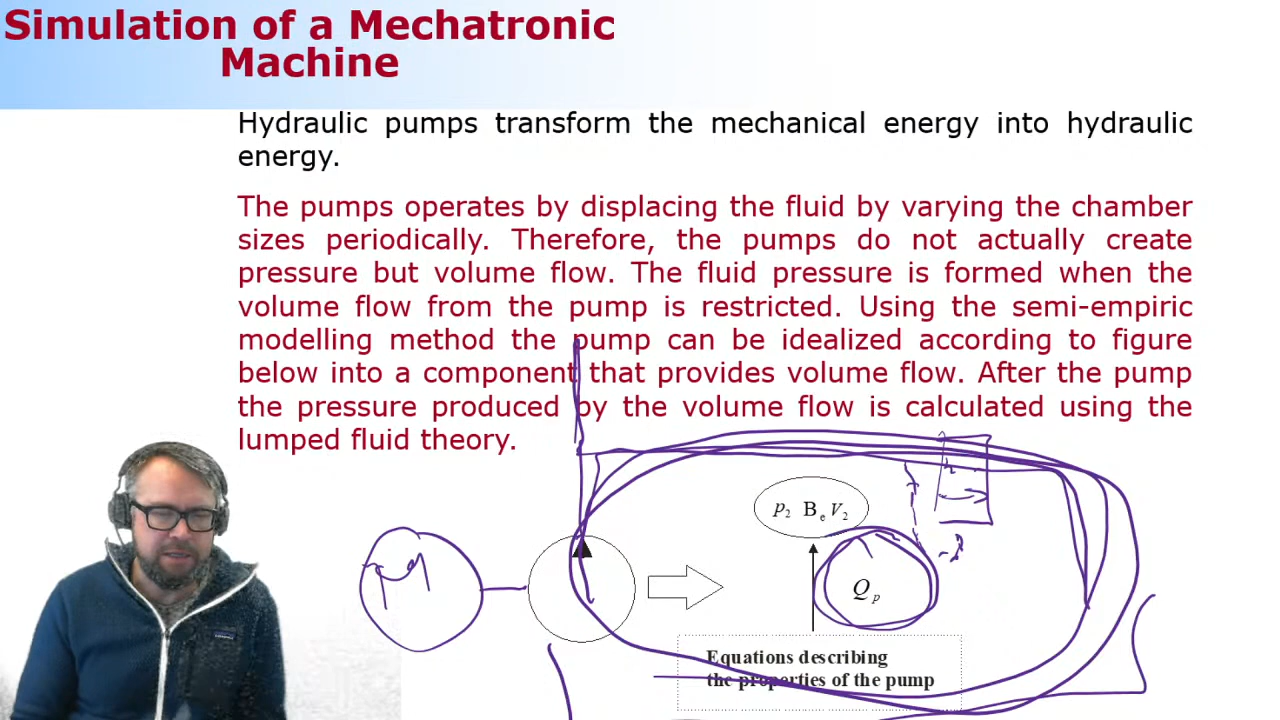 Simulation of a Mechatronic
Machine
Hydraulic pumps transform the mechanical energy into hydraulic
energy.
The pumps operates by displacing the fluid by varying the chamber
sizes periodically. Therefore, the pumps do not actually create
pressure but volume flow. The fluid pressure is formed when the
volume flow from the pump is restricted. Using the semi-empiric
modelling method the pump can be idealized according to figure
below into a component that provides volume flow. After the pump
the pressure produced by the volume flow is calculated using the
lumped fluid theory.
p2 Be V2
M
Qp
Equations describing
the properties of the pump